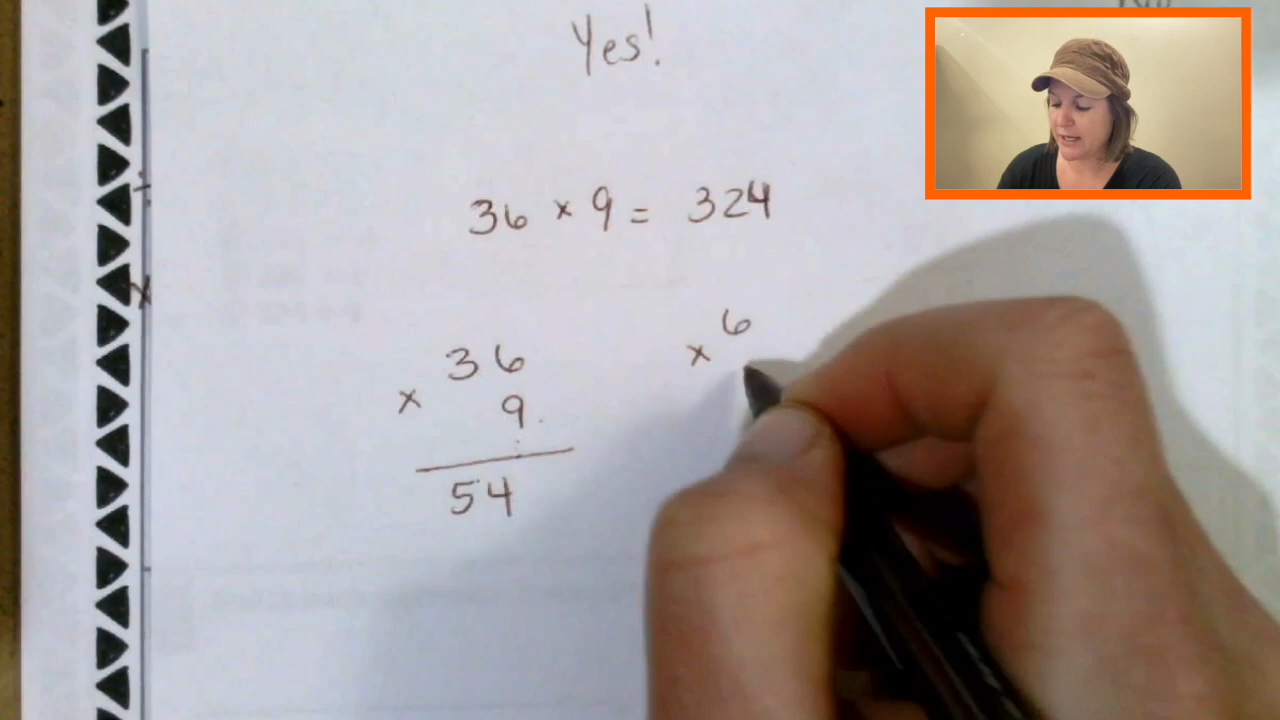 Yes!
36 × 9 = 324
36
× 9
54
6
×